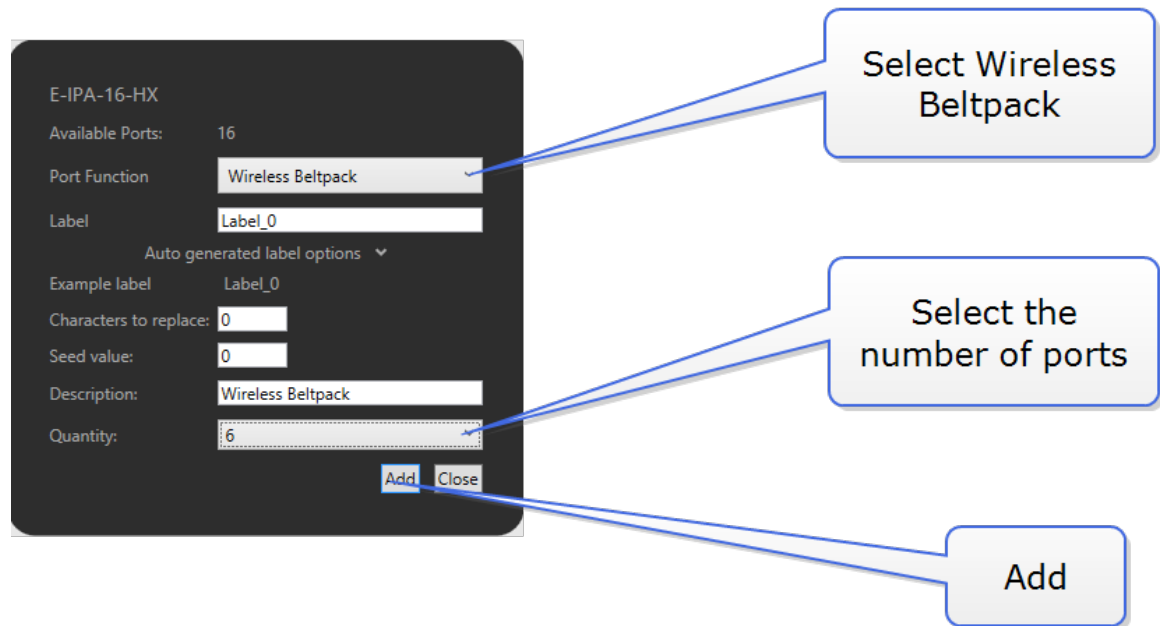 E-IPA-16-HX
Available Ports: 16
Port Function Wireless Beltpack
Label Label_0
Auto generated label options
Example label Label_0
Characters to replace: 0
Seed value: 0
Description: Wireless Beltpack
Quantity: 6
Add Close
Select Wireless
Beltpack
Select the
number of ports
Add